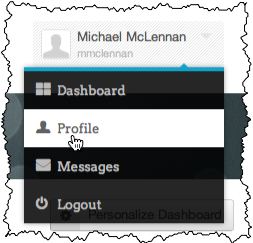 Michael McLennan
mmclennan
Dashboard
Profile
Messages
Logout
Personalize Dashboard